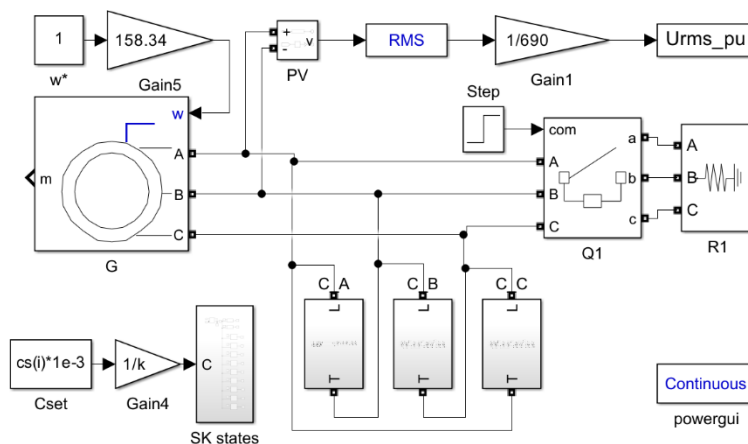 1
w*
158.34
Gain5
+
-
v
PV
RMS
1/690
Gain1
Urms_pu
w
m
A
B
C
G
Step
com
A
B
C
a
b
c
Q1
A
B
C
R1
C A
L
T
C B
L
T
C C
L
T
cs(i)*1e-3
Cset
1/k
Gain4
C
SK states
Continuous
powergui